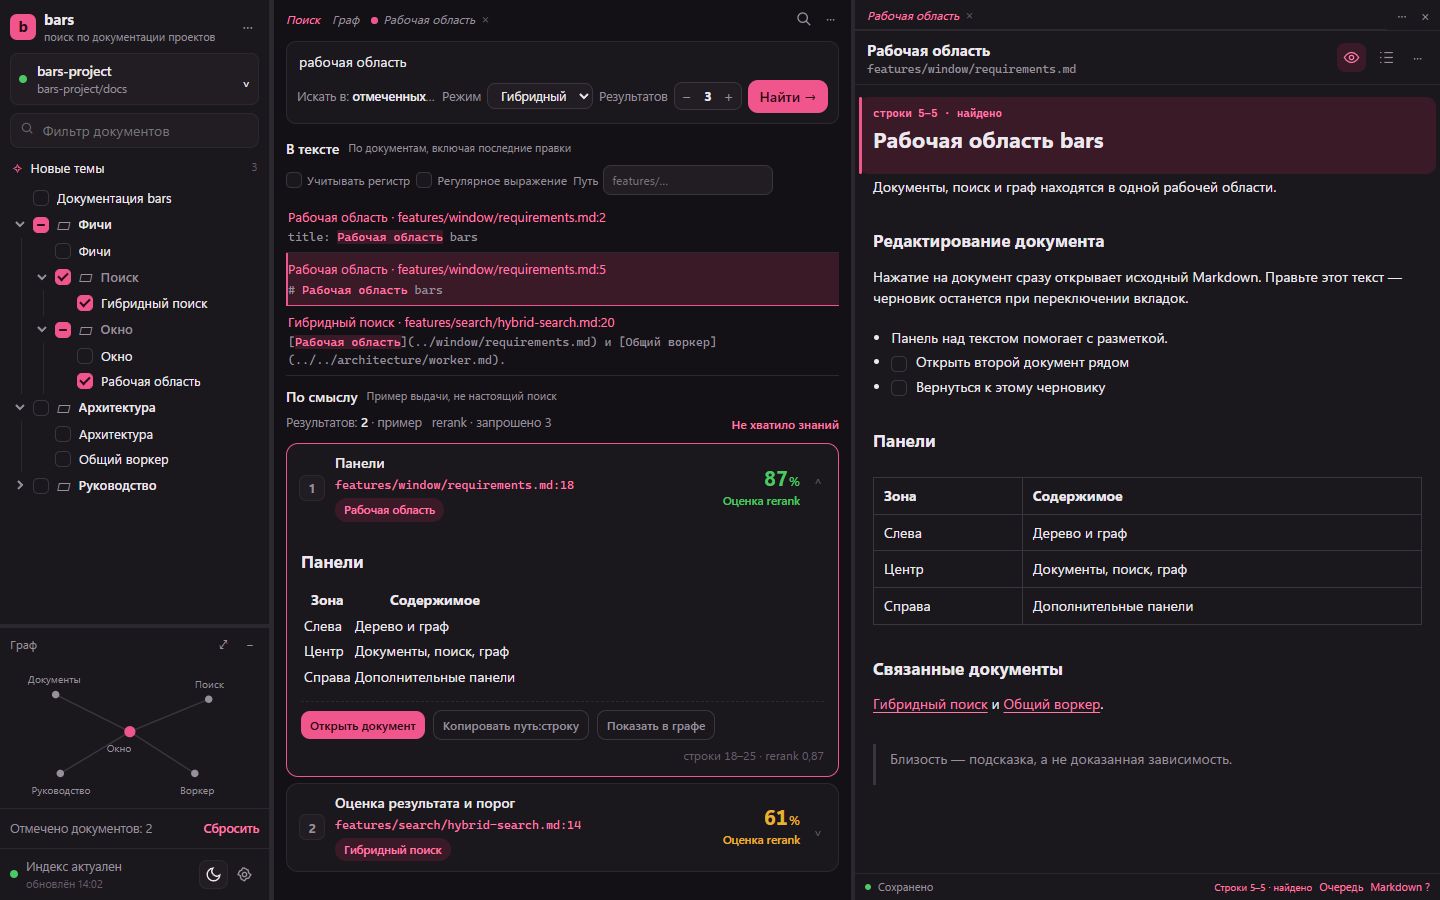 b
bars
поиск по документации проектов
bars-project
bars-project/docs
Фильтр документов
Новые темы 3
Документация bars
Фичи
Фичи
Поиск
Гибридный поиск
Окно
Окно
Рабочая область
Архитектура
Архитектура
Общий воркер
Руководство
Граф
Документы
Поиск
Окно
Руководство
Воркер
Отмечено документов: 2 Сбросить
Индекс актуален
обновлён 14:02
Поиск Граф Рабочая область ×
рабочая область
Искать в: отмеченных... Режим Гибридный Результатов − 3 + Найти →
В тексте По документам, включая последние правки
Учитывать регистр Регулярное выражение Путь features/...
Рабочая область · features/window/requirements.md:2
title: Рабочая область bars
Рабочая область · features/window/requirements.md:5
# Рабочая область bars
Гибридный поиск · features/search/hybrid-search.md:20
[Рабочая область](../window/requirements.md) и [Общий воркер]
(../../architecture/worker.md).
По смыслу Пример выдачи, не настоящий поиск
Результатов: 2 · пример rerank · запрошено 3 Не хватило знаний
1
Панели
features/window/requirements.md:18
Рабочая область
87%
Оценка rerank
Панели
Зона Содержимое
Слева Дерево и граф
Центр Документы, поиск, граф
Справа Дополнительные панели
Открыть документ Копировать путь:строку Показать в графе
строки 18–25 · rerank 0,87
2
Оценка результата и порог
features/search/hybrid-search.md:14
Гибридный поиск
61%
Оценка rerank
Рабочая область × ··· ×
Рабочая область
features/window/requirements.md
строки 5–5 · найдено
Рабочая область bars
Документы, поиск и граф находятся в одной рабочей области.
Редактирование документа
Нажатие на документ сразу открывает исходный Markdown. Правьте этот текст —
черновик останется при переключении вкладок.
• Панель над текстом помогает с разметкой.
• Открыть второй документ рядом
• Вернуться к этому черновику
Панели
Зона Содержимое
Слева Дерево и граф
Центр Документы, поиск, граф
Справа Дополнительные панели
Связанные документы
Гибридный поиск и Общий воркер.
Близость — подсказка, а не доказанная зависимость.
Сохранено Строки 5–5 · найдено Очередь Markdown ?